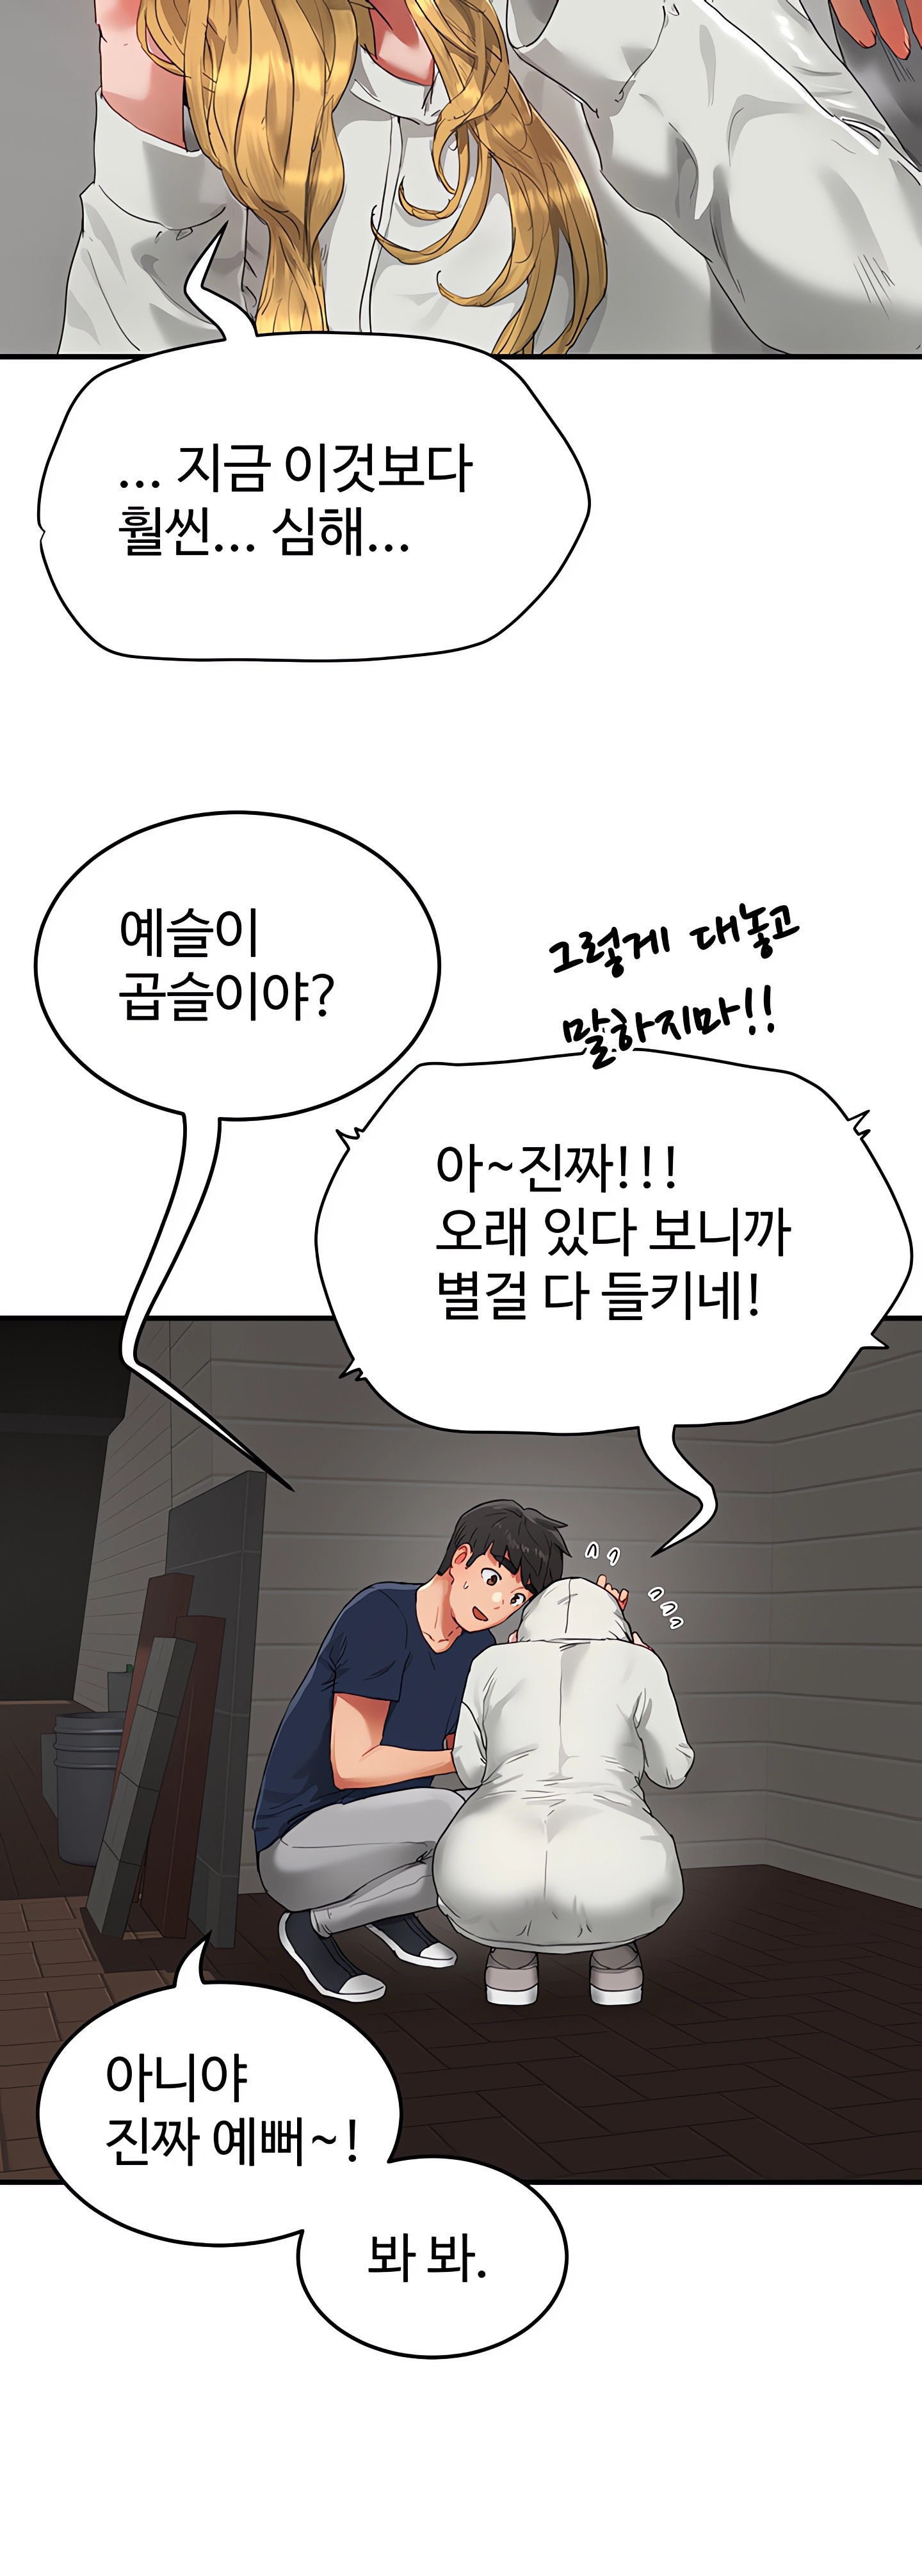 ... 지금 이것보다
훨씬... 심해...
예슬이
곱슬이야?
그렇게 대놓고
말하지마!!
아~진짜!!!
오래 있다 보니까
별걸 다 들키네!
아니야
진짜 예뻐~!
봐 봐.